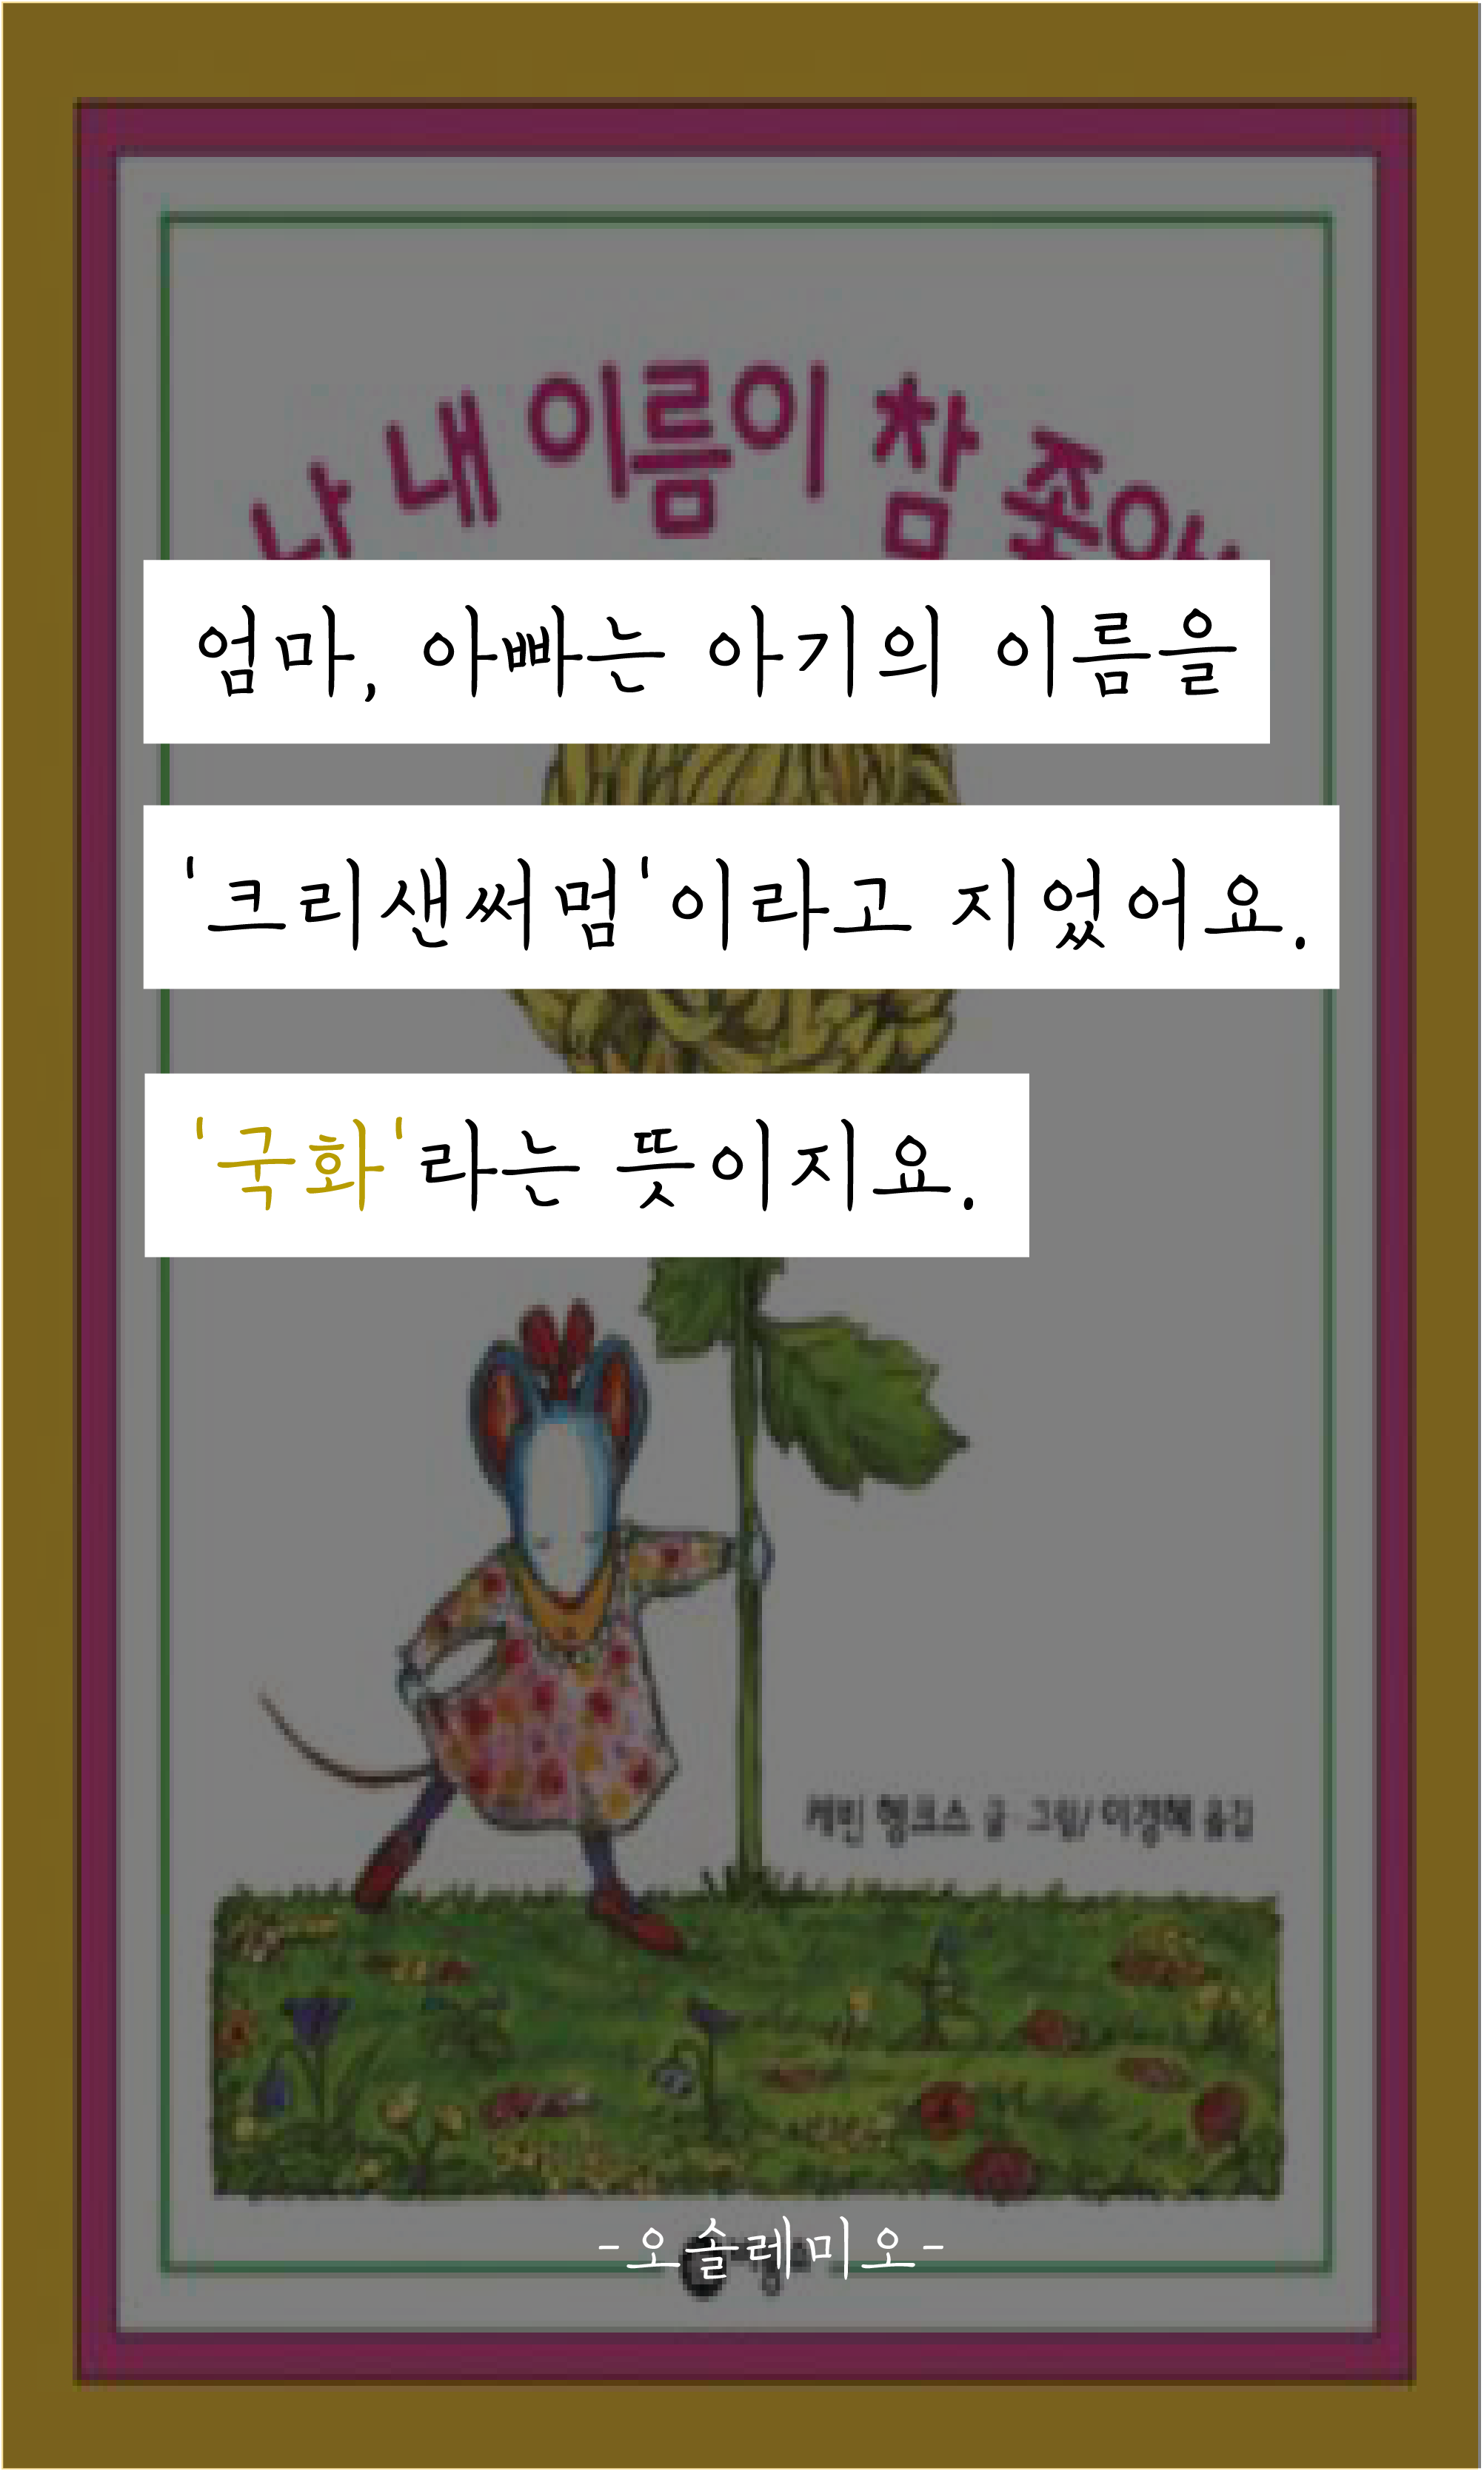 나 내 이름이 참 좋아
엄마, 아빠는 아기의 이름을
'크리샌써멈'이라고 지었어요.
'국화'라는 뜻이지요.
케빈 헹크스 글·그림/ 이경혜 옮김
-오솔레미오-